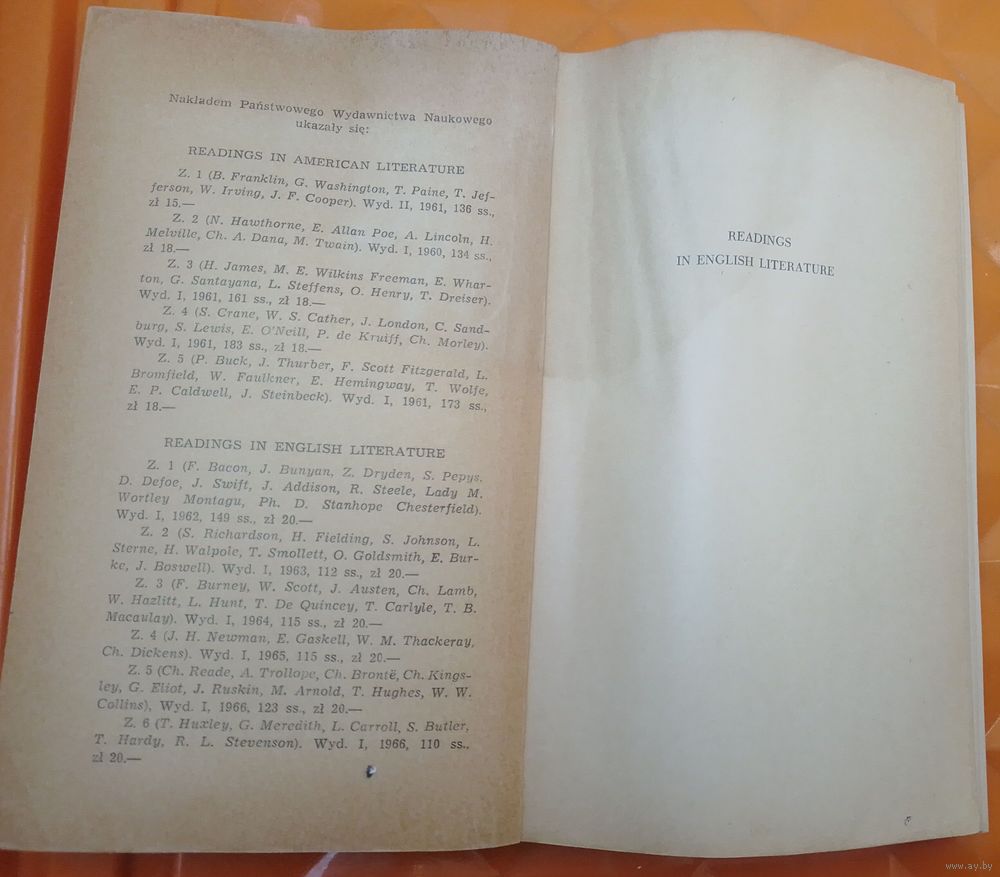 Nakładem Państwowego Wydawnictwa Naukowego
ukazały się:
READINGS IN AMERICAN LITERATURE
Z. 1 (B. Franklin, G. Washington, T. Paine, T. Jef-
ferson, W. Irving, J. F. Cooper). Wyd. II, 1961, 136 ss.,
zł 15.—
Z. 2 (N. Hawthorne, E. Allan Poe, A. Lincoln, H.
Melville, Ch. A. Dana, M. Twain). Wyd. I, 1960, 134 ss.,
zł 18.—
Z. 3 (H. James, M. E. Wilkins Freeman, E. Whar-
ton, G. Santayana, L. Steffens, O. Henry, T. Dreiser).
Wyd. I, 1961, 161 ss., zł 18.—
Z. 4 (S. Crane, W. S. Cather, J. London, C. Sand-
burg, S. Lewis, E. O'Neill, P. de Kruiff, Ch. Morley).
Wyd. I, 1961, 183 ss., zł 18.—
Z. 5 (P. Buck, J. Thurber, F. Scott Fitzgerald, L.
Bromfield, W. Faulkner, E. Hemingway, T. Wolfe,
E. P. Caldwell, J. Steinbeck). Wyd. I, 1961, 173 ss.,
zł 18.—
READINGS IN ENGLISH LITERATURE
Z. 1 (F. Bacon, J. Bunyan, Z. Dryden, S. Pepys.
D. Defoe, J. Swift, J. Addison, R. Steele, Lady M.
Wortley Montagu, Ph. D. Stanhope Chesterfield).
Wyd. I, 1962, 149 ss., zł 20.—
Z. 2 (S. Richardson, H. Fielding, S. Johnson, L.
Sterne, H. Walpole, T. Smollett, O. Goldsmith, E. Bur-
ke, J. Boswell). Wyd. I, 1963, 112 ss., zł 20.—
Z. 3 (F. Burney, W. Scott, J. Austen, Ch. Lamb,
W. Hazlitt, L. Hunt, T. De Quincey, T. Carlyle, T. B.
Macaulay). Wyd. I, 1964, 115 ss., zł 20.—
Z. 4 (J. H. Newman, E. Gaskell, W. M. Thackeray,
Ch. Dickens). Wyd. I, 1965, 115 ss., zł 20.—
Z. 5 (Ch. Reade, A. Trollope, Ch. Brontë, Ch. Kings-
ley, G. Eliot, J. Ruskin, M. Arnold, T. Hughes, W. W.
Collins), Wyd. I, 1966, 123 ss., zł 20.—
Z. 6 (T. Huxley, G. Meredith, L. Carroll, S. Butler,
T. Hardy, R. L. Stevenson). Wyd. I, 1966, 110 ss.,
zł 20.—
READINGS
IN ENGLISH LITERATURE
www.ay.by